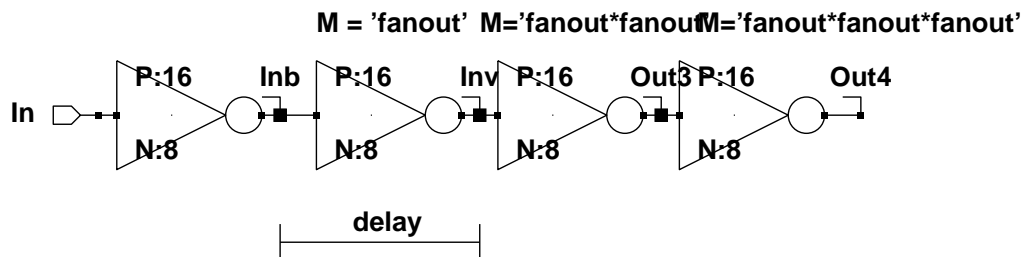 M = 'fanout' M='fanout*fanout' M='fanout*fanout*fanout'
P:16 Inb P:16 Inv P:16 Out3 P:16 Out4
In
N:8 N:8 N:8 N:8
delay